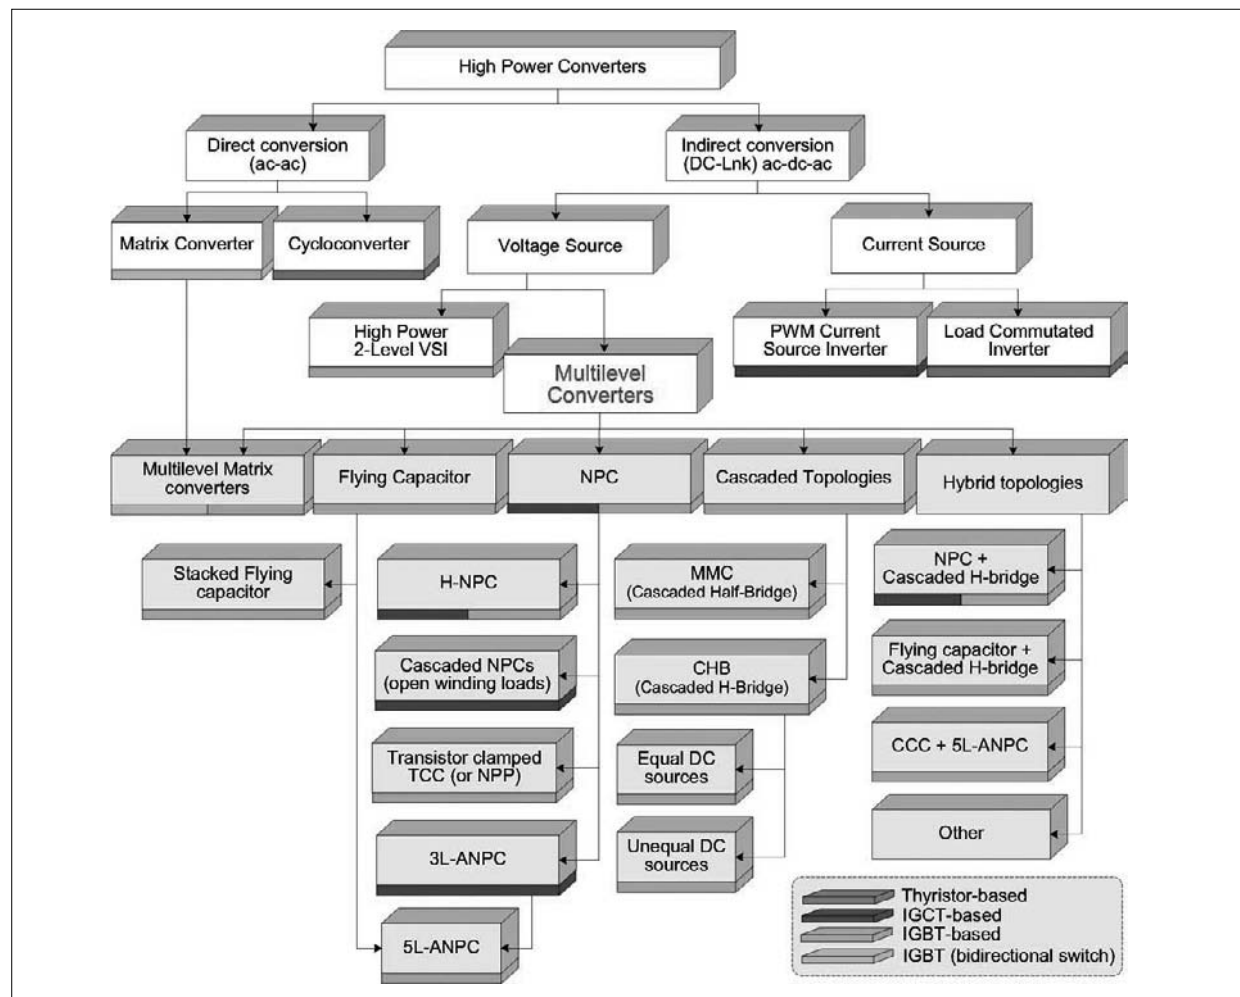 High Power Converters
Direct conversion
(ac-ac)
Indirect conversion
(DC-Lnk) ac-dc-ac
Matrix Converter
Cycloconverter
Voltage Source
Current Source
High Power
2-Level VSI
Multilevel
Converters
PWM Current
Source Inverter
Load Commutated
Inverter
Multilevel Matrix
converters
Flying Capacitor
NPC
Cascaded Topologies
Hybrid topologies
Stacked Flying
capacitor
H-NPC
MMC
(Cascaded Half-Bridge)
NPC +
Cascaded H-bridge
Cascaded NPCs
(open winding loads)
CHB
(Cascaded H-Bridge)
Flying capacitor +
Cascaded H-bridge
Transistor clamped
TCC (or NPP)
Equal DC
sources
CCC + 5L-ANPC
3L-ANPC
Unequal DC
sources
Other
5L-ANPC
Thyristor-based
IGCT-based
IGBT-based
IGBT (bidirectional switch)